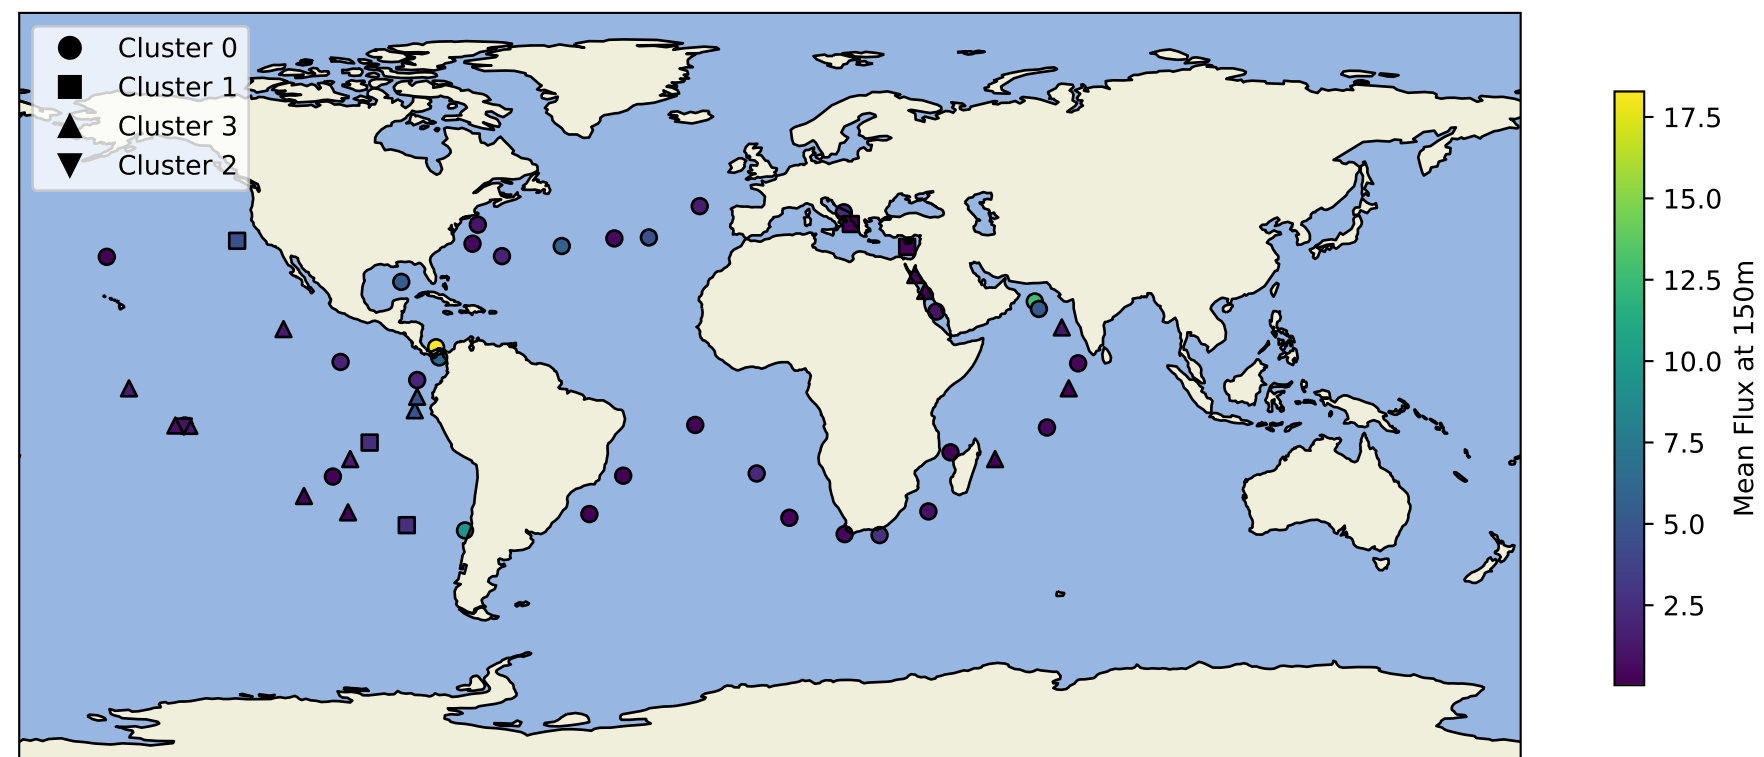 Cluster 0
Cluster 1
Cluster 3
Cluster 2
17.5
15.0
12.5
10.0
7.5
5.0
2.5
Mean Flux at 150m